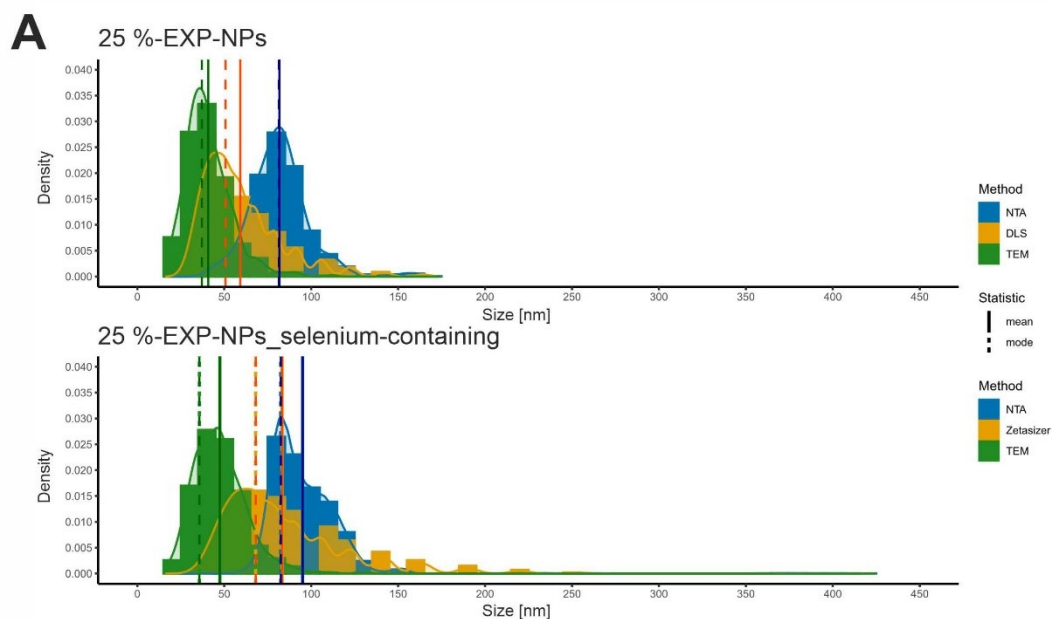 A
25 %-EXP-NPs
0.040
0.035
0.030
0.025
0.020
0.015
0.010
0.005
0.000
Density
0 50 100 150 200 250 300 350 400 450
Size [nm]
25 %-EXP-NPs_selenium-containing
0.040
0.035
0.030
0.025
0.020
0.015
0.010
0.005
0.000
Density
0 50 100 150 200 250 300 350 400 450
Size [nm]
Method
NTA
DLS
TEM
Statistic
mean
mode
Method
NTA
Zetasizer
TEM